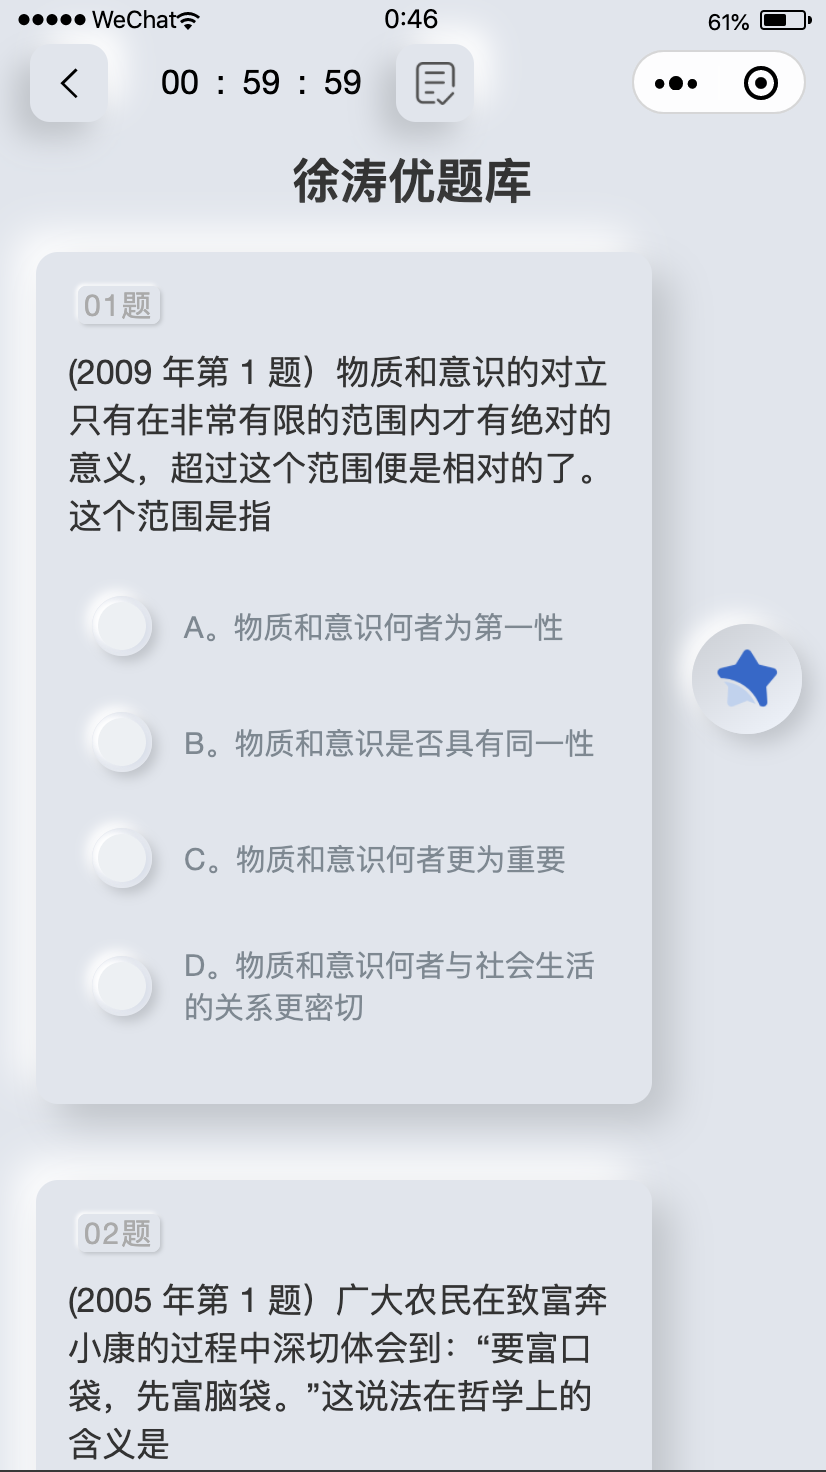 WeChat
0:46
61%
00 : 59 : 59
徐涛优题库
01题
(2009 年第 1 题）物质和意识的对立
只有在非常有限的范围内才有绝对的
意义，超过这个范围便是相对的了。
这个范围是指
A。物质和意识何者为第一性
B。物质和意识是否具有同一性
C。物质和意识何者更为重要
D。物质和意识何者与社会生活
的关系更密切
02题
(2005 年第 1 题）广大农民在致富奔
小康的过程中深切体会到：“要富口
袋，先富脑袋。”这说法在哲学上的
含义是